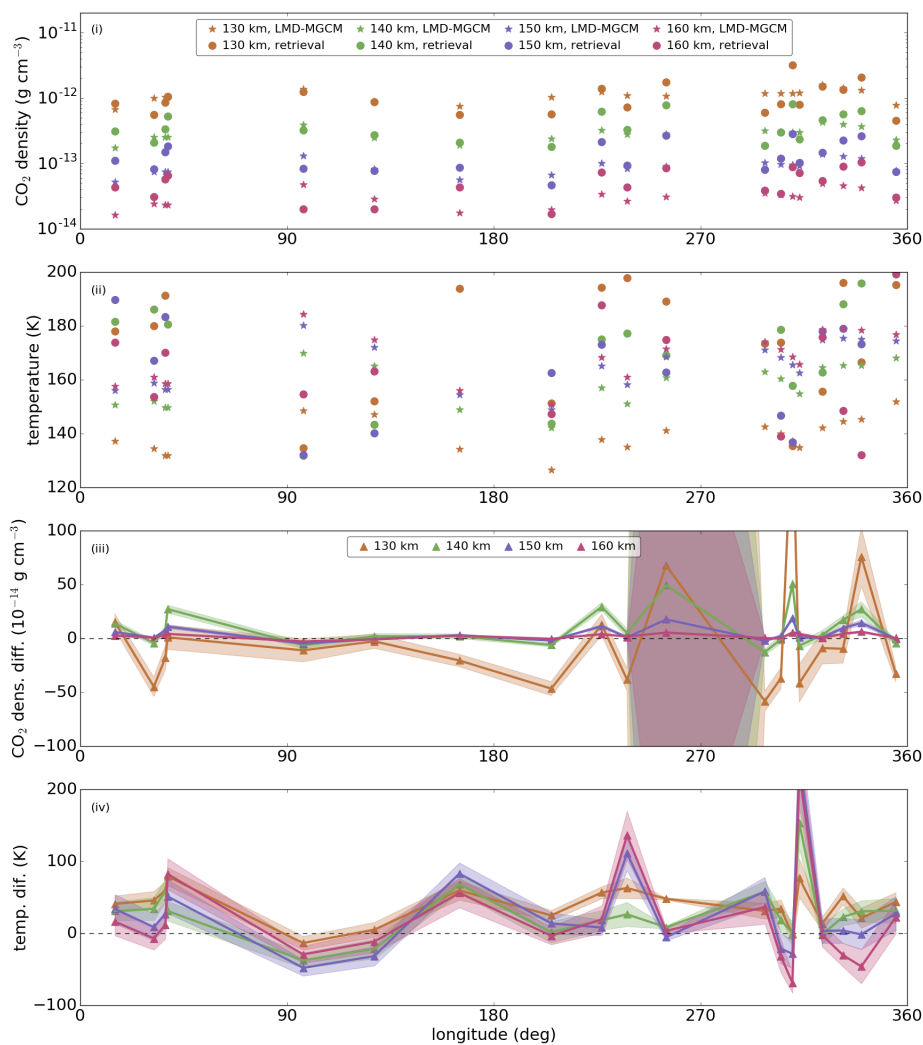 (i)
★ 130 km, LMD-MGCM ★ 140 km, LMD-MGCM ★ 150 km, LMD-MGCM ★ 160 km, LMD-MGCM
● 130 km, retrieval ● 140 km, retrieval ● 150 km, retrieval ● 160 km, retrieval
CO₂ density (g cm⁻³)
10⁻¹¹
10⁻¹²
10⁻¹³
10⁻¹⁴
0 90 180 270 360
(ii)
temperature (K)
200
180
160
140
120
0 90 180 270 360
(iii)
▲ 130 km ▲ 140 km ▲ 150 km ▲ 160 km
CO₂ dens. diff. (10⁻¹⁴ g cm⁻³)
100
50
0
−50
−100
0 90 180 270 360
(iv)
temp. dif. (K)
200
100
0
−100
0 90 180 270 360
longitude (deg)